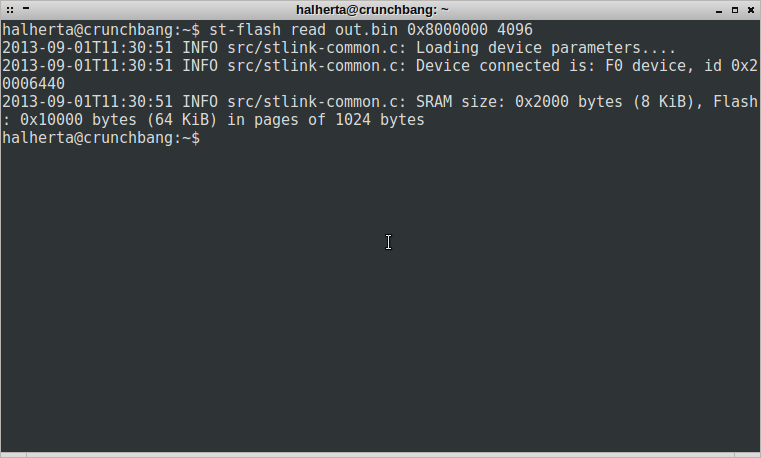 halherta@crunchbang: ~
halherta@crunchbang:~$ st-flash read out.bin 0x8000000 4096
2013-09-01T11:30:51 INFO src/stlink-common.c: Loading device parameters....
2013-09-01T11:30:51 INFO src/stlink-common.c: Device connected is: F0 device, id 0x2
0006440
2013-09-01T11:30:51 INFO src/stlink-common.c: SRAM size: 0x2000 bytes (8 KiB), Flash
: 0x10000 bytes (64 KiB) in pages of 1024 bytes
halherta@crunchbang:~$